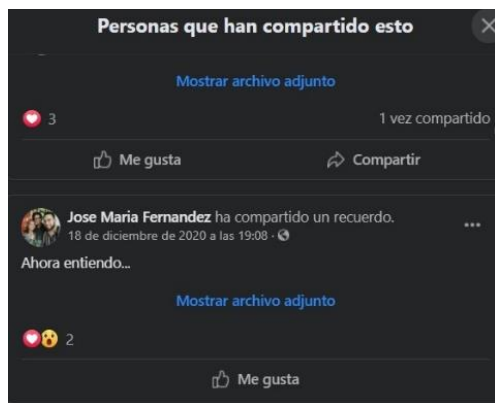 Personas que han compartido esto
Mostrar archivo adjunto
3 1 vez compartido
Me gusta Compartir
Jose Maria Fernandez ha compartido un recuerdo.
18 de diciembre de 2020 a las 19:08 ·
Ahora entiendo...
Mostrar archivo adjunto
2
Me gusta